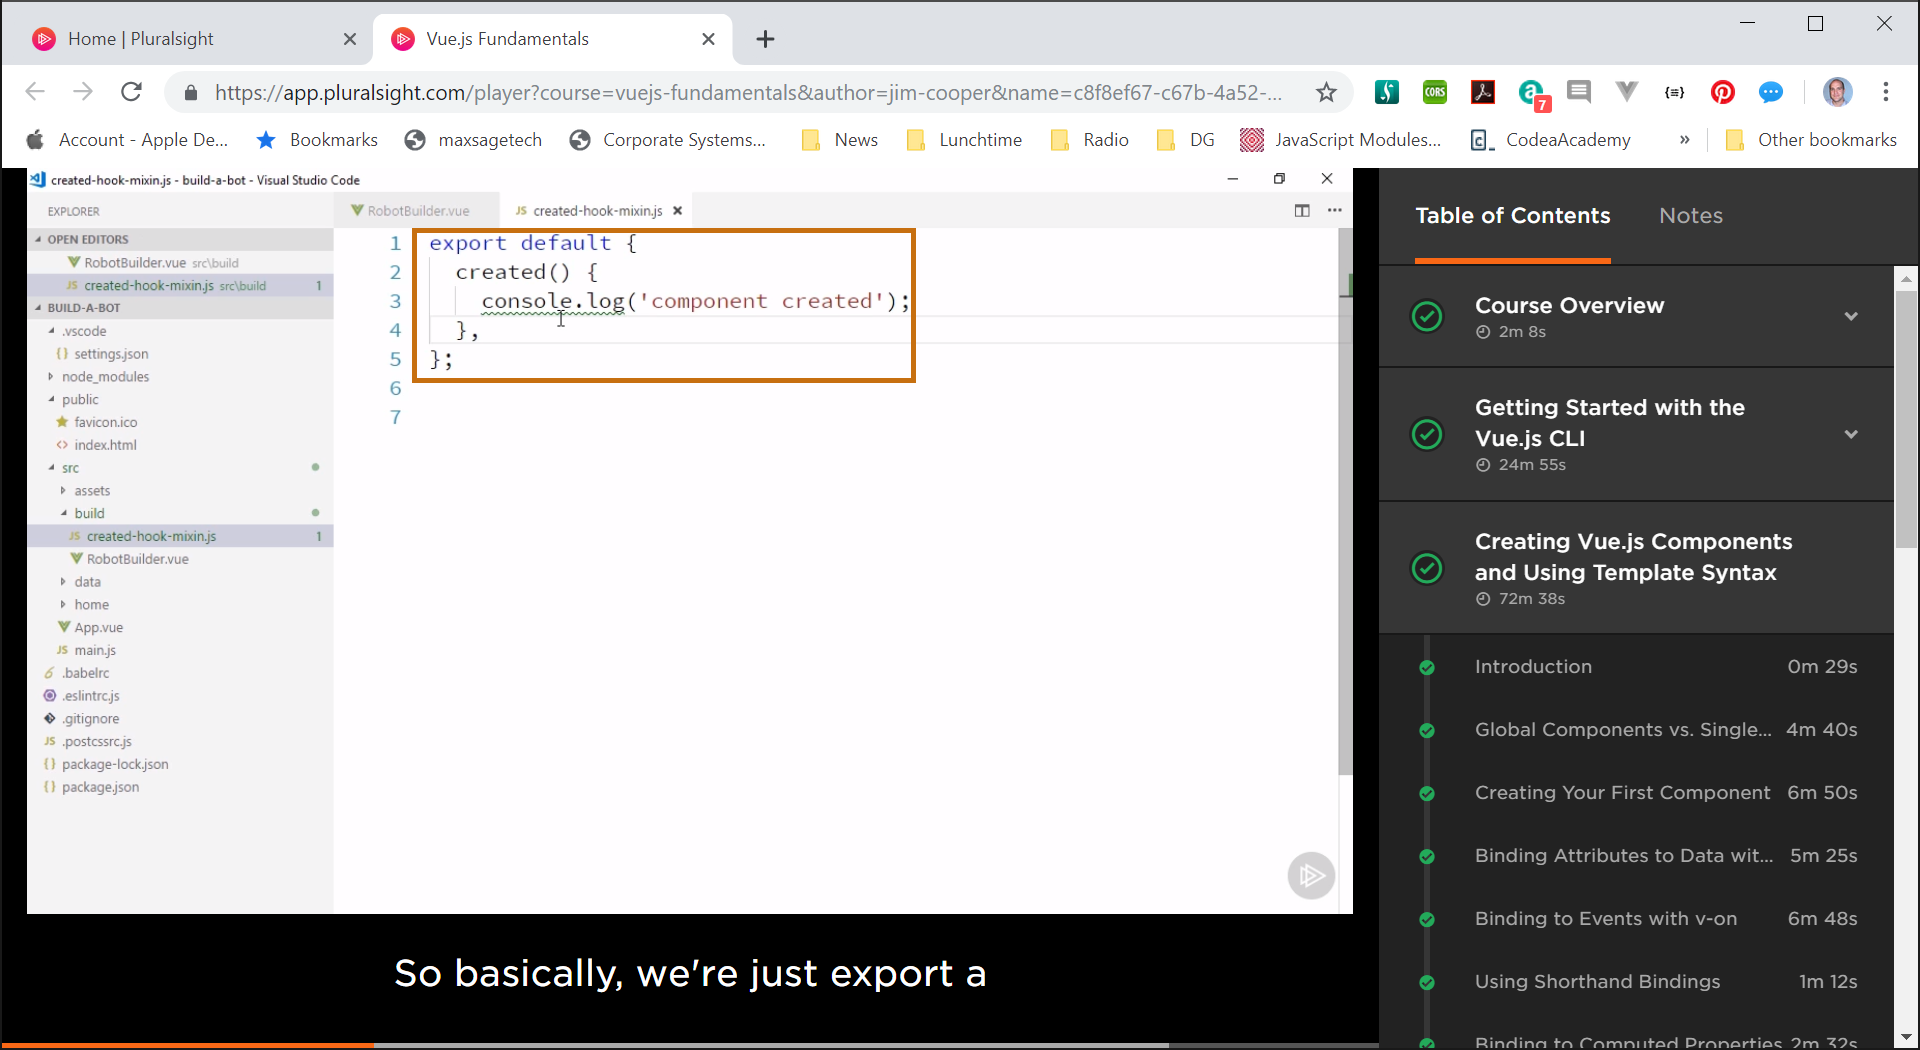 Home | Pluralsight
Vue.js Fundamentals
https://app.pluralsight.com/player?course=vuejs-fundamentals&author=jim-cooper&name=c8f8ef67-c67b-4a52-...
CORS
7
{≡}
Account - Apple De...
Bookmarks
maxsagetech
Corporate Systems...
News
Lunchtime
Radio
DG
JavaScript Modules...
CodeaAcademy
»
Other bookmarks
created-hook-mixin.js - build-a-bot - Visual Studio Code
EXPLORER
OPEN EDITORS
RobotBuilder.vue src\build
JS created-hook-mixin.js src\build 1
BUILD-A-BOT
.vscode
{} settings.json
node_modules
public
favicon.ico
<> index.html
src
assets
build
JS created-hook-mixin.js 1
RobotBuilder.vue
data
home
App.vue
JS main.js
.babelrc
.eslintrc.js
.gitignore
JS .postcssrc.js
{} package-lock.json
{} package.json
RobotBuilder.vue
JS created-hook-mixin.js
1 export default {
2 created() {
3 console.log('component created');
4 },
5 };
6
7
So basically, we're just export a
Table of Contents
Notes
Course Overview
2m 8s
Getting Started with the
Vue.js CLI
24m 55s
Creating Vue.js Components
and Using Template Syntax
72m 38s
Introduction 0m 29s
Global Components vs. Single... 4m 40s
Creating Your First Component 6m 50s
Binding Attributes to Data wit... 5m 25s
Binding to Events with v-on 6m 48s
Using Shorthand Bindings 1m 12s
Binding to Computed Properties 2m 32s